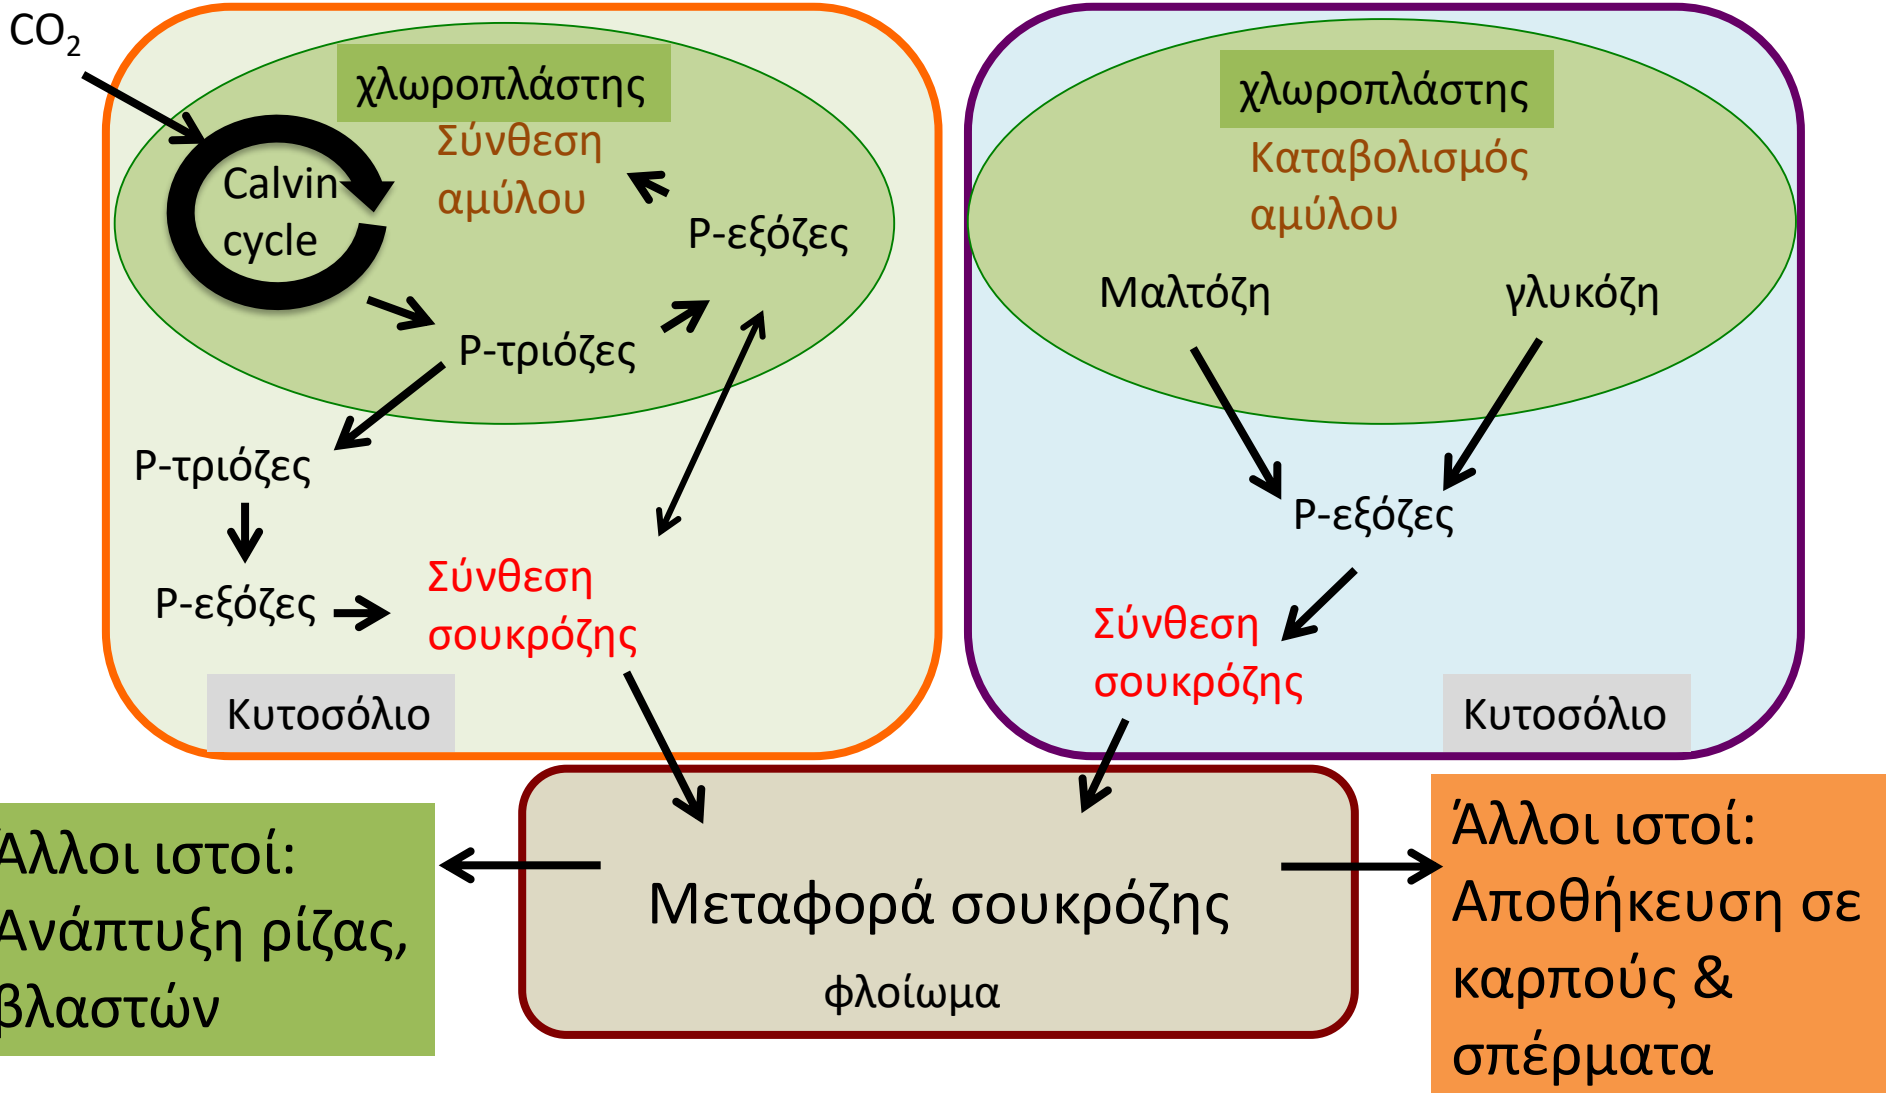 CO2
χλωροπλάστης
Σύνθεση
αμύλου
Calvin
cycle
Ρ-εξόζες
Ρ-τριόζες
Ρ-τριόζες
Ρ-εξόζες
Σύνθεση
σουκρόζης
Κυτοσόλιο
χλωροπλάστης
Καταβολισμός
αμύλου
Μαλτόζη
γλυκόζη
Ρ-εξόζες
Σύνθεση
σουκρόζης
Κυτοσόλιο
Άλλοι ιστοί:
Ανάπτυξη ρίζας,
βλαστών
Μεταφορά σουκρόζης
φλοίωμα
Άλλοι ιστοί:
Αποθήκευση σε
καρπούς &
σπέρματα